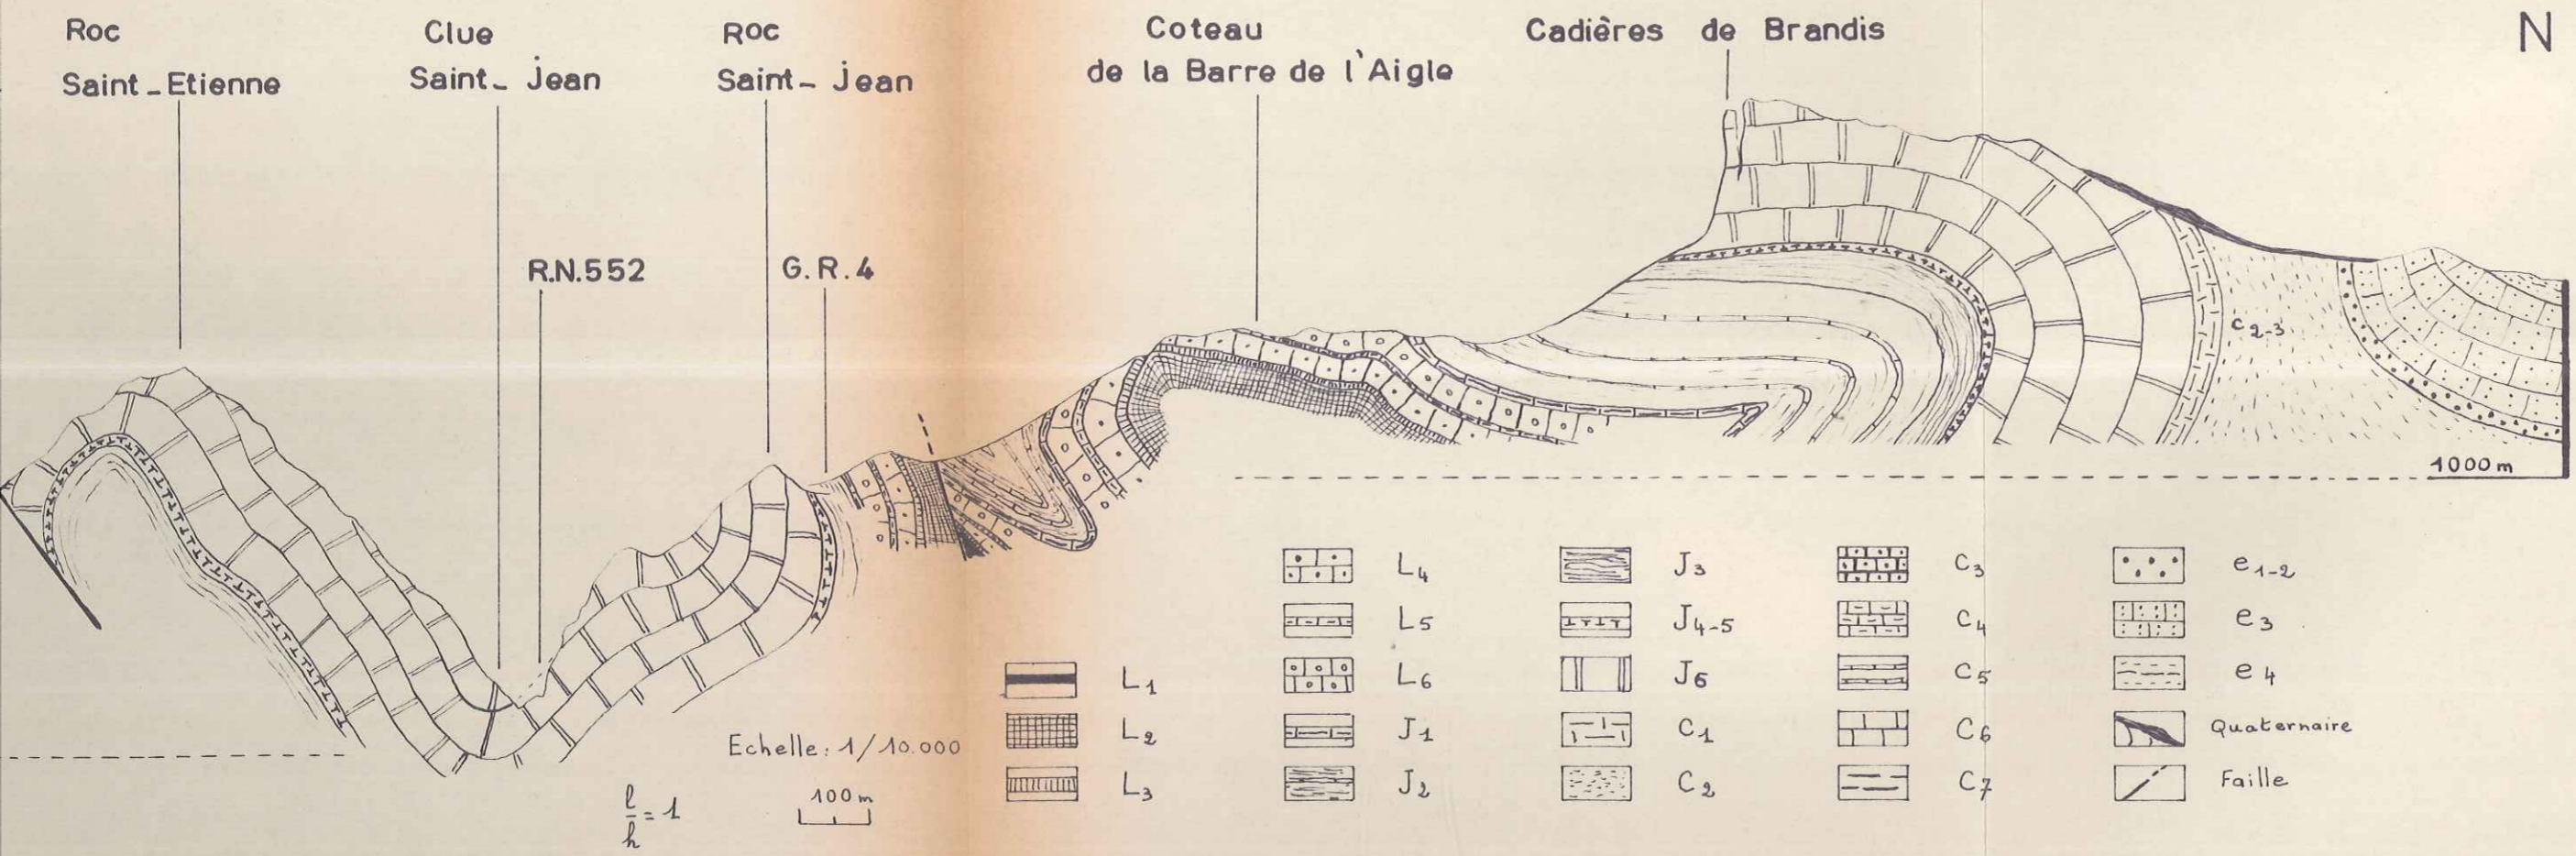 Roc
Saint_Etienne
Clue
Saint_ jean
Roc
Saint_ Jean
Coteau
de la Barre de l'Aigle
Cadières de Brandis
N
R.N.552
G.R.4
C2-3
1000m
L4
L5
L6
J1
J2
J3
J4-5
J6
C1
C2
C3
C4
C5
C6
C7
e1-2
e3
e4
Quaternaire
Faille
L1
L2
L3
Echelle: 1/10.000
l/h = 1
100m